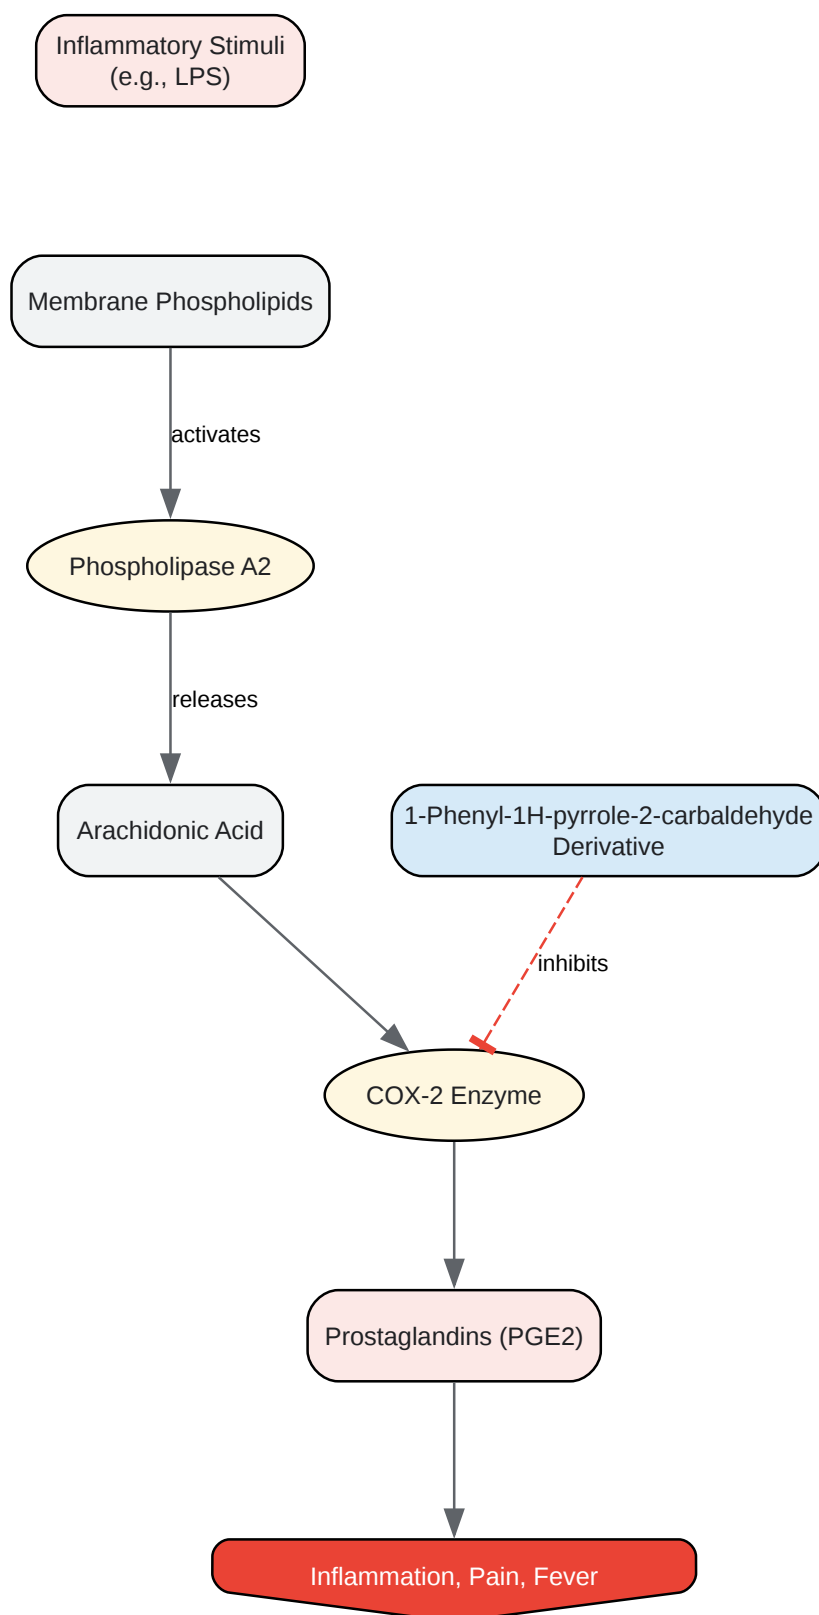 Inflammatory Stimuli
(e.g., LPS)
Membrane Phospholipids
activates
Phospholipase A2
releases
Arachidonic Acid
1-Phenyl-1H-pyrrole-2-carbaldehyde
Derivative
inhibits
COX-2 Enzyme
Prostaglandins (PGE2)
Inflammation, Pain, Fever